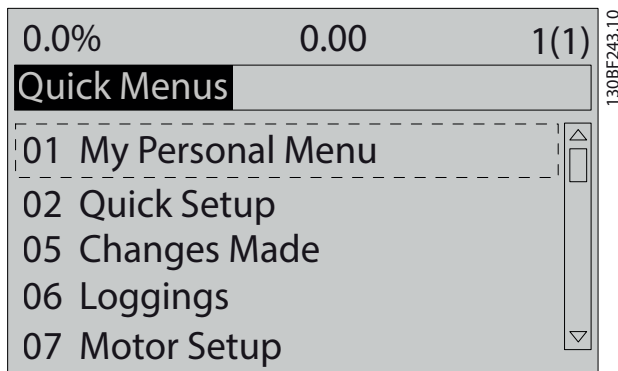 0.0% 0.00 1(1)
Quick Menus
01 My Personal Menu
02 Quick Setup
05 Changes Made
06 Loggings
07 Motor Setup
130BF243.10